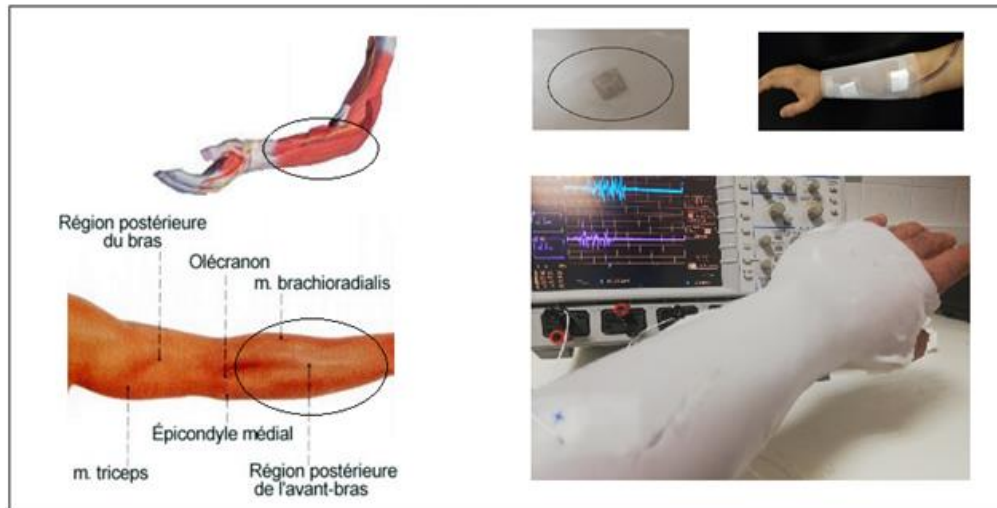 Région postérieure
du bras
Olécranon
m. brachioradialis
Épicondyle médial
m. triceps
Région postérieure
de l'avant-bras